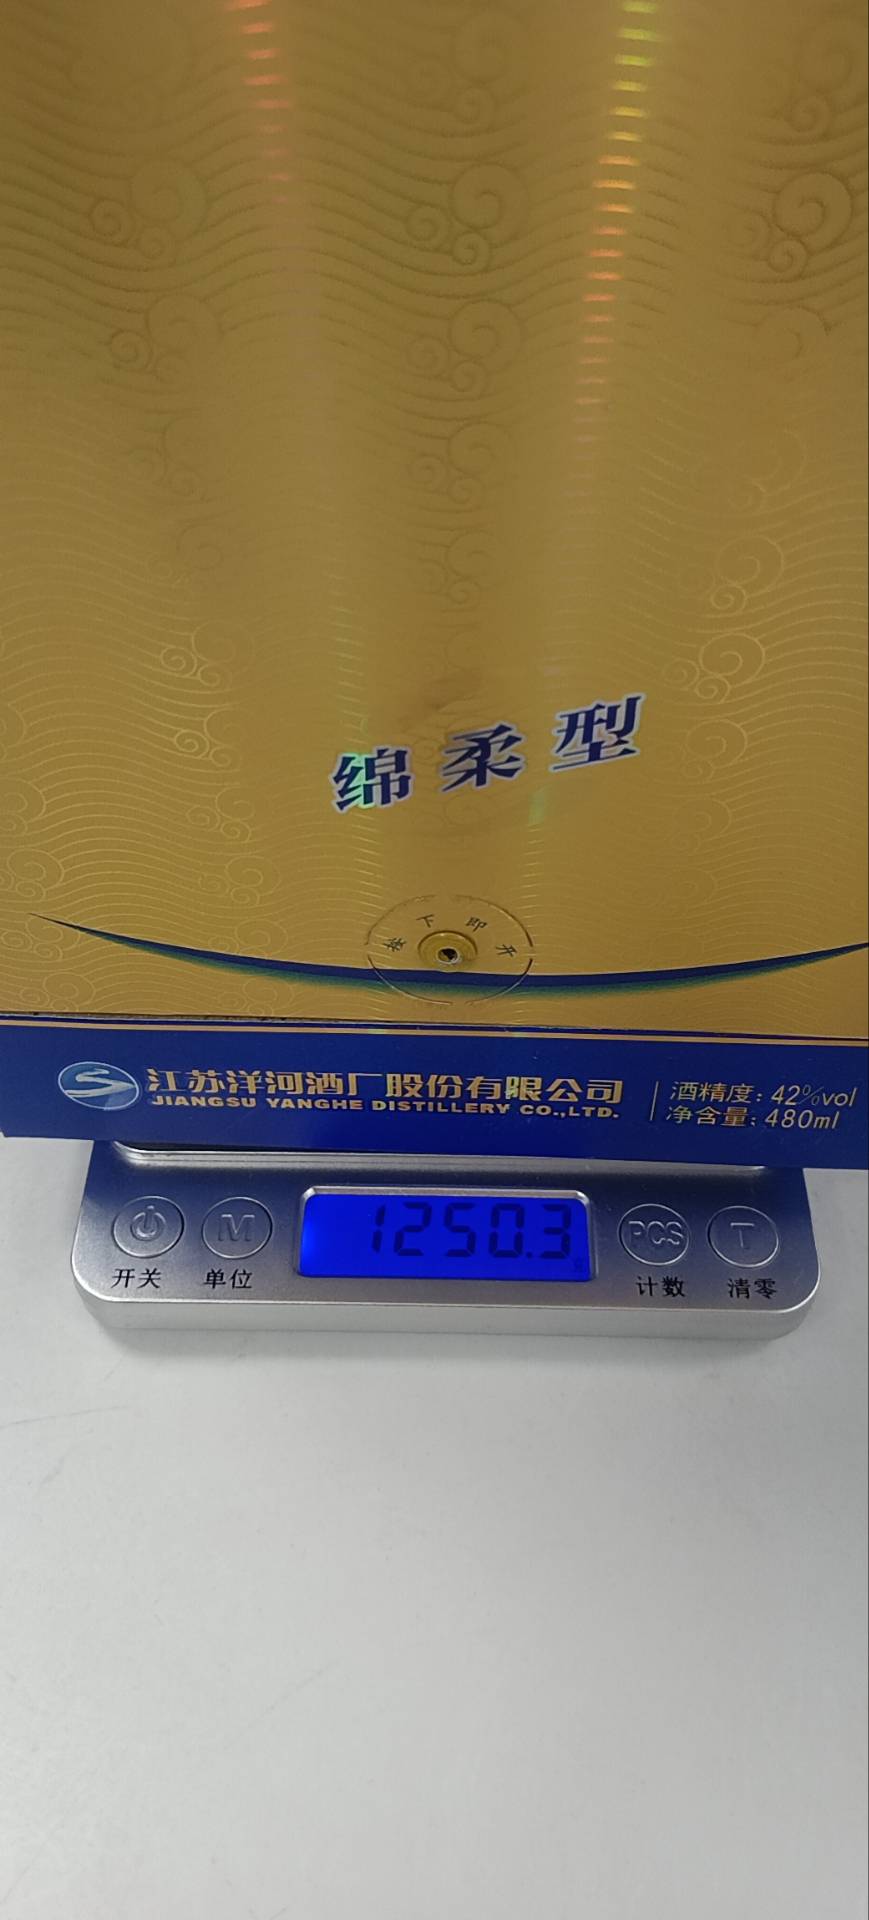 绵柔型
按下即开
江苏洋河酒厂股份有限公司
JIANGSU YANGHE DISTILLERY CO.,LTD.
酒精度: 42%vol
净含量: 480ml
1250.3
M
PCS
T
开关
单位
计数
清零